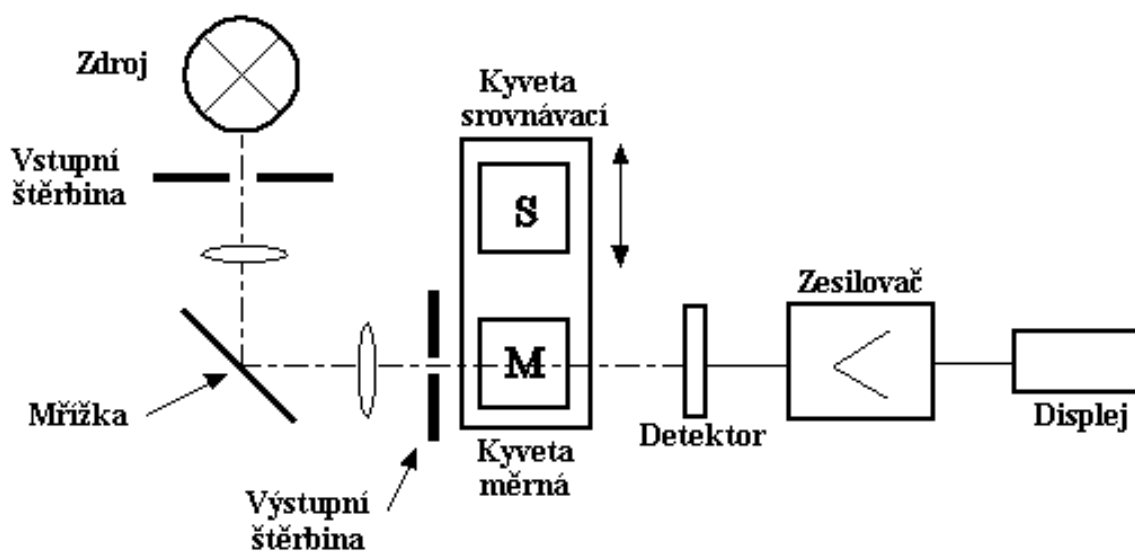 Zdroj
Vstupní
štěrbina
Mřížka
Výstupní
štěrbina
Kyveta
srovnávací
S
M
Kyveta
měrná
Detektor
Zesilovač
Displej